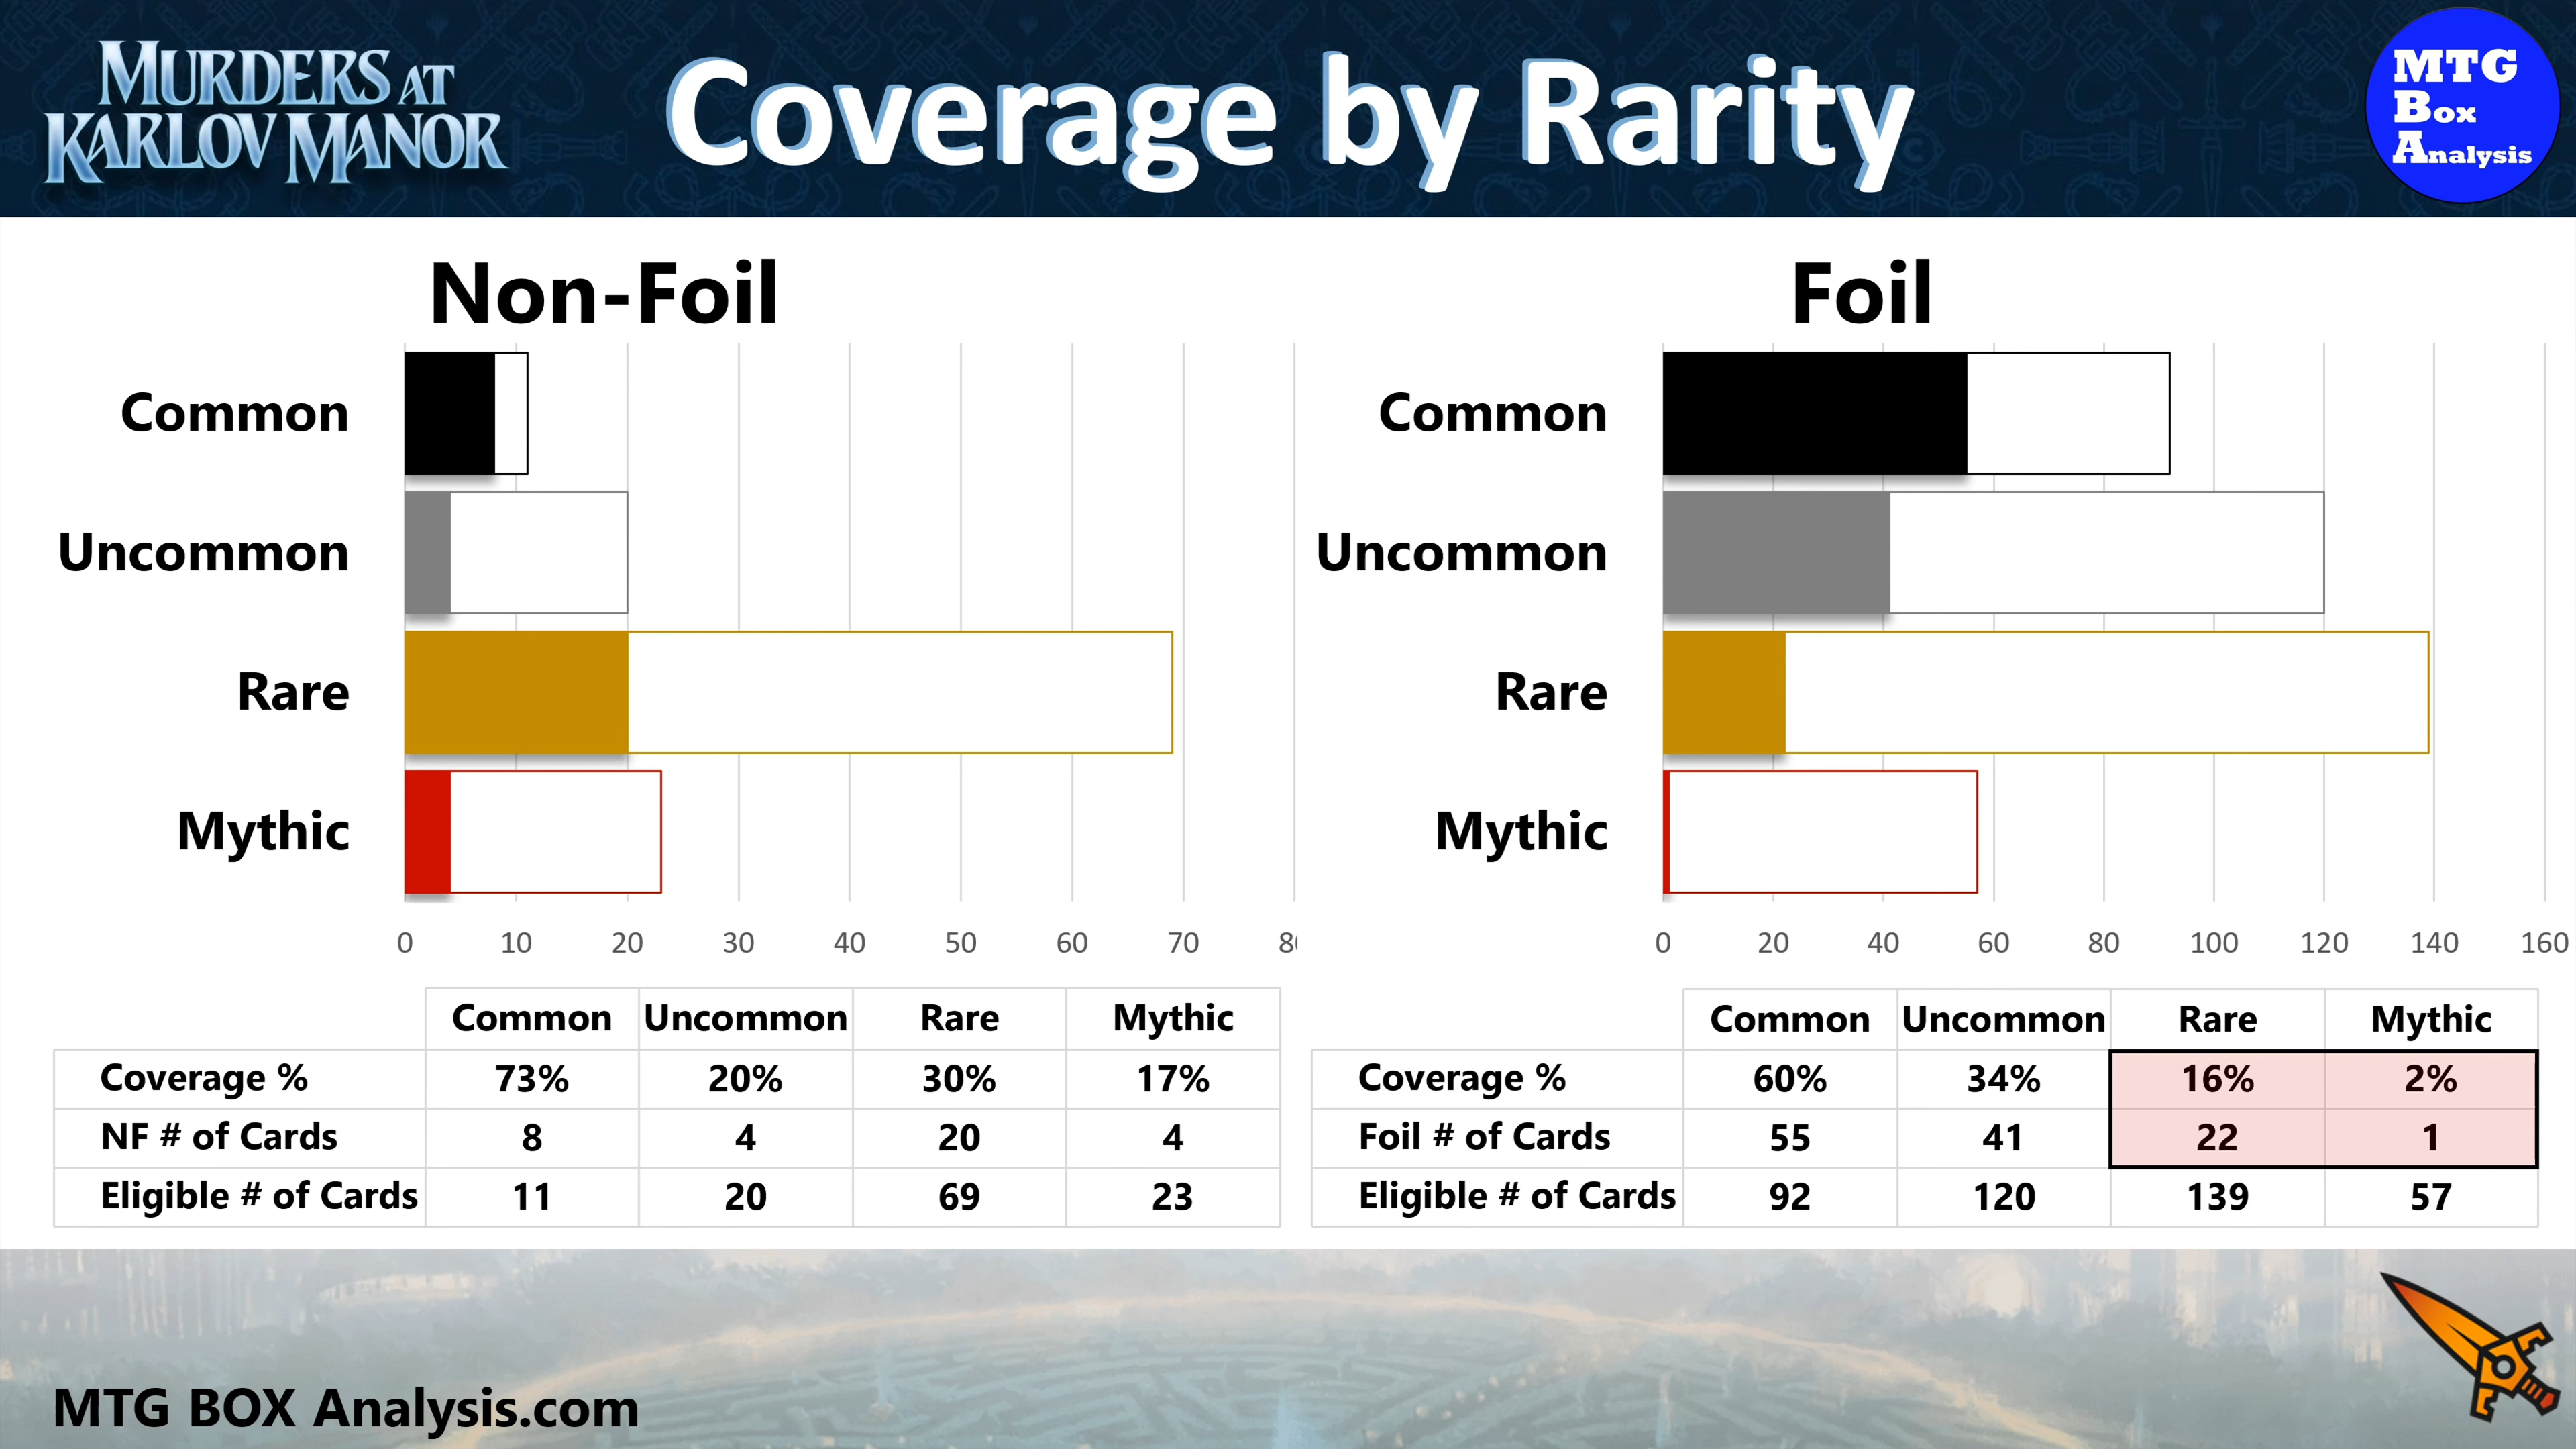 MURDERS AT
KARLOV MANOR
Coverage by Rarity
MTG
Box
Analysis
Non-Foil
Common
Uncommon
Rare
Mythic
0 10 20 30 40 50 60 70
Common Uncommon Rare Mythic
Coverage % 73% 20% 30% 17%
NF # of Cards 8 4 20 4
Eligible # of Cards 11 20 69 23
Foil
Common
Uncommon
Rare
Mythic
0 20 40 60 80 100 120 140 160
Common Uncommon Rare Mythic
Coverage % 60% 34% 16% 2%
Foil # of Cards 55 41 22 1
Eligible # of Cards 92 120 139 57
MTG BOX Analysis.com